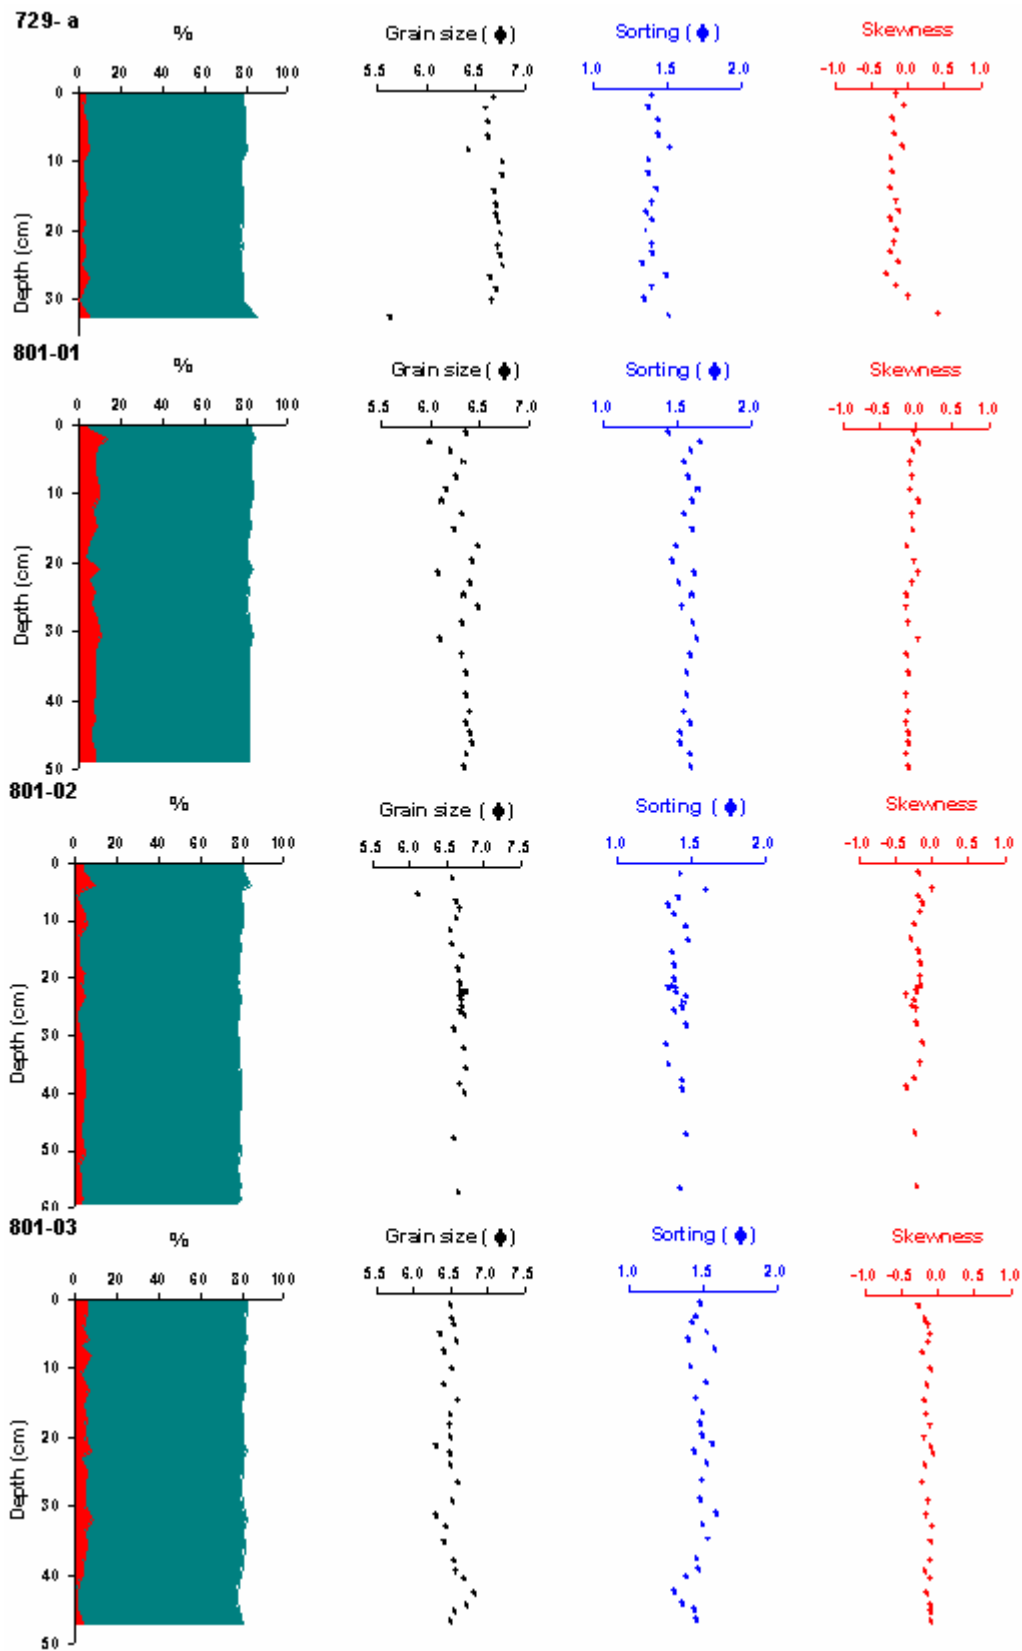 729- a
% Grain size ( ϕ ) Sorting ( ϕ ) Skewness
0 20 40 60 80 100 5.5 6.0 6.5 7.0 1.0 1.5 2.0 -1.0 -0.5 0.0 0.5 1.0
0
10
20
30
Depth (cm)
801-01
% Grain size ( ϕ ) Sorting ( ϕ ) Skewness
0 20 40 60 80 100 5.5 6.0 6.5 7.0 1.0 1.5 2.0 -1.0 -0.5 0.0 0.5 1.0
0
10
20
30
40
50
Depth (cm)
801-02
% Grain size ( ϕ ) Sorting ( ϕ ) Skewness
0 20 40 60 80 100 5.5 6.0 6.5 7.0 7.5 1.0 1.5 2.0 -1.0 -0.5 0.0 0.5 1.0
0
10
20
30
40
50
60
Depth (cm)
801-03
% Grain size ( ϕ ) Sorting ( ϕ ) Skewness
0 20 40 60 80 100 5.5 6.0 6.5 7.0 7.5 1.0 1.5 2.0 -1.0 -0.5 0.0 0.5 1.0
0
10
20
30
40
50
Depth (cm)